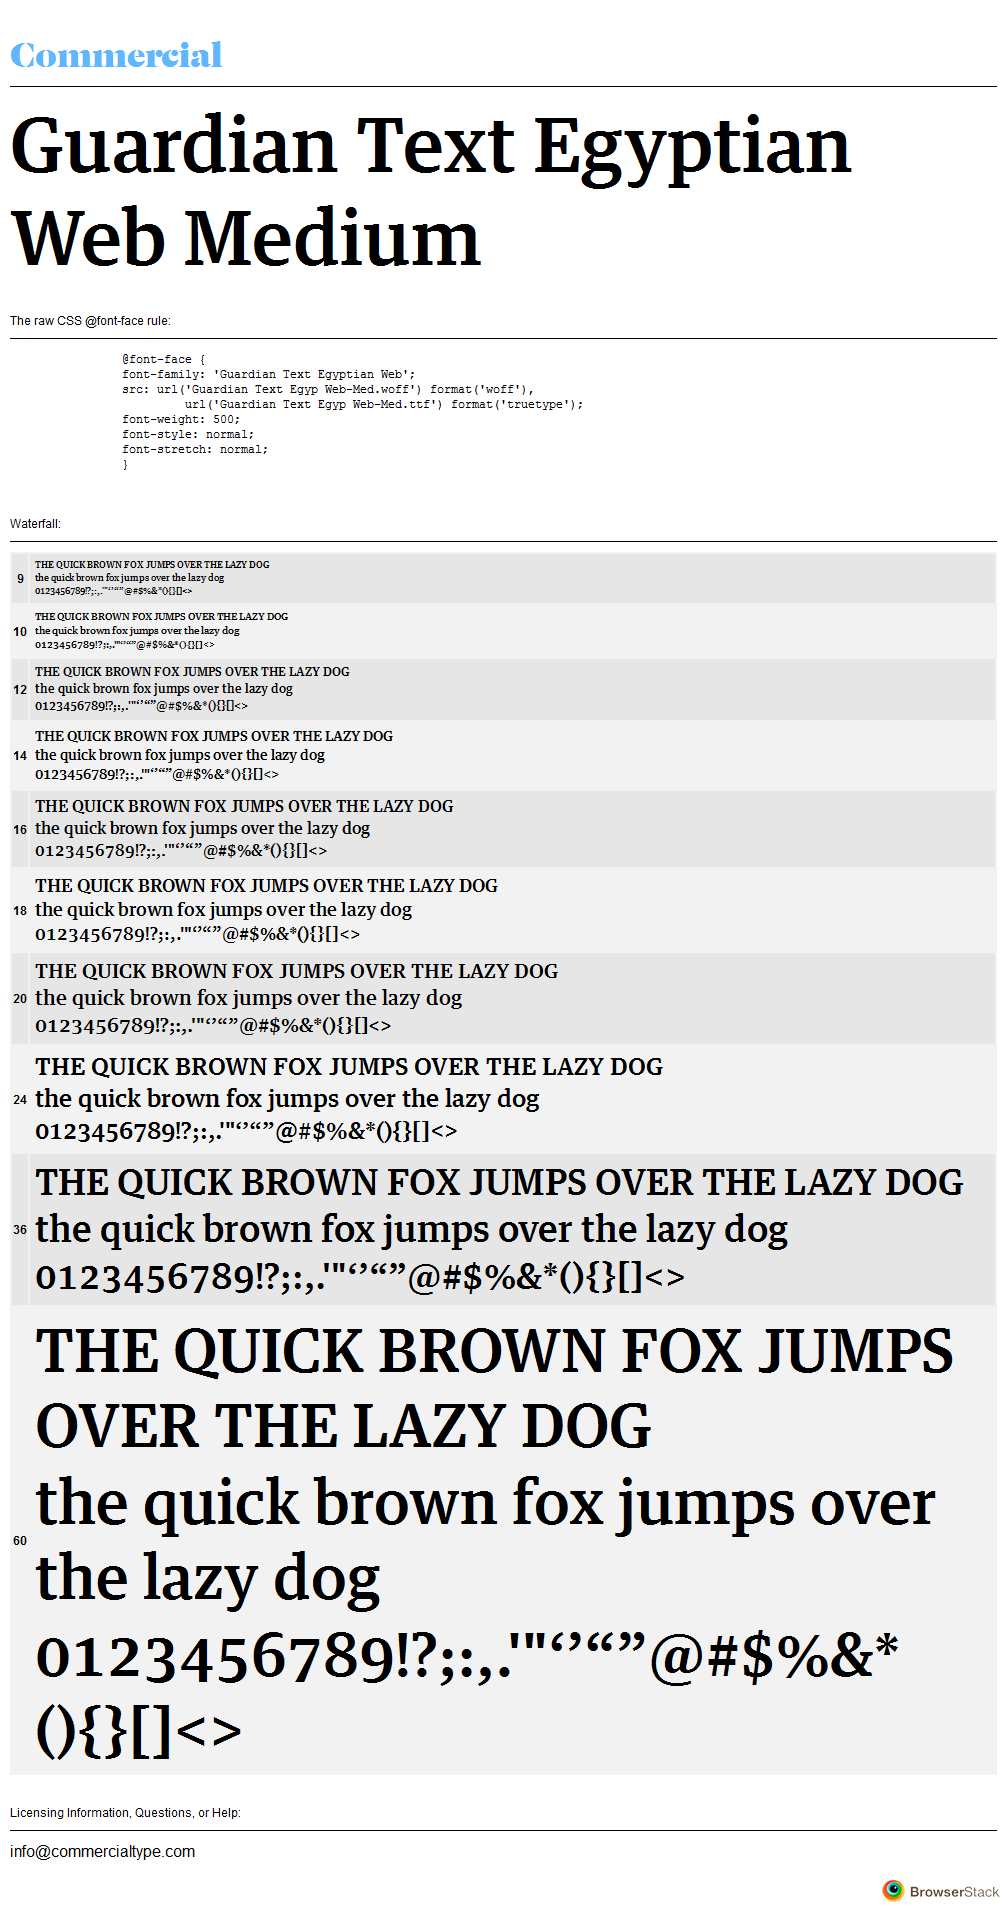 Commercial
Guardian Text Egyptian
Web Medium
The raw CSS @font-face rule:
@font-face {
font-family: 'Guardian Text Egyptian Web';
src: url('Guardian Text Egyp Web-Med.woff') format('woff'),
url('Guardian Text Egyp Web-Med.ttf') format('truetype');
font-weight: 500;
font-style: normal;
font-stretch: normal;
}
Waterfall:
THE QUICK BROWN FOX JUMPS OVER THE LAZY DOG
9 the quick brown fox jumps over the lazy dog
0123456789!?;:,.'"‘’“”@#$%&*(){}[]<>
THE QUICK BROWN FOX JUMPS OVER THE LAZY DOG
10 the quick brown fox jumps over the lazy dog
0123456789!?;:,.'"‘’“”@#$%&*(){}[]<>
THE QUICK BROWN FOX JUMPS OVER THE LAZY DOG
12 the quick brown fox jumps over the lazy dog
0123456789!?;:,.'"‘’“”@#$%&*(){}[]<>
THE QUICK BROWN FOX JUMPS OVER THE LAZY DOG
14 the quick brown fox jumps over the lazy dog
0123456789!?;:,.'"‘’“”@#$%&*(){}[]<>
THE QUICK BROWN FOX JUMPS OVER THE LAZY DOG
16 the quick brown fox jumps over the lazy dog
0123456789!?;:,.'"‘’“”@#$%&*(){}[]<>
THE QUICK BROWN FOX JUMPS OVER THE LAZY DOG
18 the quick brown fox jumps over the lazy dog
0123456789!?;:,.'"‘’“”@#$%&*(){}[]<>
THE QUICK BROWN FOX JUMPS OVER THE LAZY DOG
20 the quick brown fox jumps over the lazy dog
0123456789!?;:,.'"‘’“”@#$%&*(){}[]<>
THE QUICK BROWN FOX JUMPS OVER THE LAZY DOG
24 the quick brown fox jumps over the lazy dog
0123456789!?;:,.'"‘’“”@#$%&*(){}[]<>
THE QUICK BROWN FOX JUMPS OVER THE LAZY DOG
36 the quick brown fox jumps over the lazy dog
0123456789!?;:,.'"‘’“”@#$%&*(){}[]<>
THE QUICK BROWN FOX JUMPS
OVER THE LAZY DOG
the quick brown fox jumps over
60 the lazy dog
0123456789!?;:,.'"‘’“”@#$%&*
(){}[]<>
Licensing Information, Questions, or Help:
info@commercialtype.com
BrowserStack